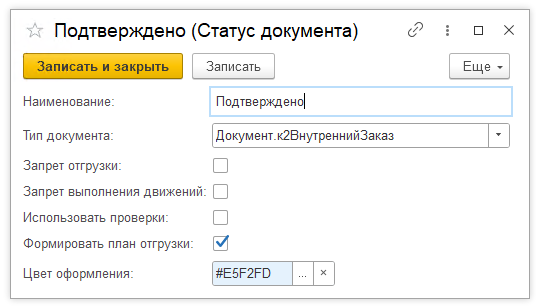 Подтверждено (Статус документа)
Записать и закрыть
Записать
Еще
Наименование: Подтверждено
Тип документа: Документ.к2ВнутреннийЗаказ
Запрет отгрузки:
Запрет выполнения движений:
Использовать проверки:
Формировать план отгрузки:
Цвет оформления: #E5F2FD ... ×